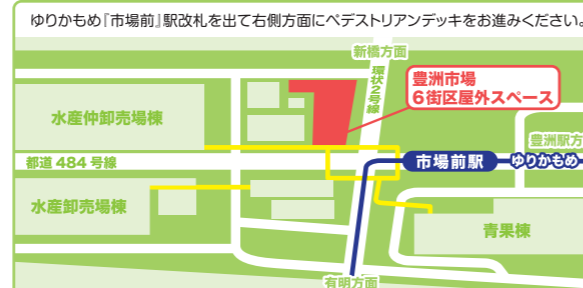 ゆりかもめ『市場前』駅改札を出て右側方面にペデストリアンデッキをお進みください。
新橋方面
環状2号線
豊洲市場
6街区屋外スペース
水産仲卸売場棟
豊洲駅方
都道484号線
市場前駅
ゆりかもめ
水産卸売場棟
青果棟
有明方面